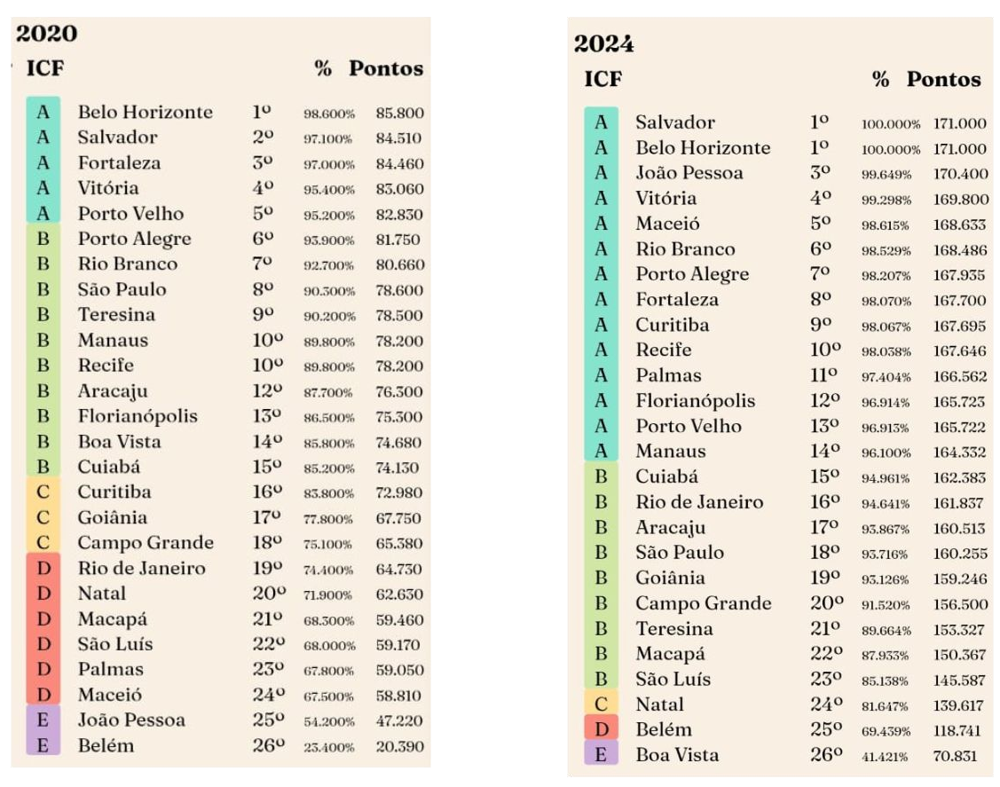 2020
ICF % Pontos
A Belo Horizonte 1º 98.600% 85.800
A Salvador 2º 97.100% 84.510
A Fortaleza 3º 97.000% 84.460
A Vitória 4º 95.400% 83.060
A Porto Velho 5º 95.200% 82.830
B Porto Alegre 6º 93.900% 81.750
B Rio Branco 7º 92.700% 80.660
B São Paulo 8º 90.300% 78.600
B Teresina 9º 90.200% 78.500
B Manaus 10º 89.800% 78.200
B Recife 10º 89.800% 78.200
B Aracaju 12º 87.700% 76.300
B Florianópolis 13º 86.500% 75.300
B Boa Vista 14º 85.800% 74.680
B Cuiabá 15º 85.200% 74.130
C Curitiba 16º 83.800% 72.980
C Goiânia 17º 77.800% 67.750
C Campo Grande 18º 75.100% 65.380
D Rio de Janeiro 19º 74.400% 64.730
D Natal 20º 71.900% 62.630
D Macapá 21º 68.300% 59.460
D São Luís 22º 68.000% 59.170
D Palmas 23º 67.800% 59.050
D Maceió 24º 67.500% 58.810
E João Pessoa 25º 54.200% 47.220
E Belém 26º 23.400% 20.390
2024
ICF % Pontos
A Salvador 1º 100.000% 171.000
A Belo Horizonte 1º 100.000% 171.000
A João Pessoa 3º 99.649% 170.400
A Vitória 4º 99.298% 169.800
A Maceió 5º 98.615% 168.633
A Rio Branco 6º 98.529% 168.486
A Porto Alegre 7º 98.207% 167.935
A Fortaleza 8º 98.070% 167.700
A Curitiba 9º 98.067% 167.695
A Recife 10º 98.038% 167.646
A Palmas 11º 97.404% 166.562
A Florianópolis 12º 96.914% 165.723
A Porto Velho 13º 96.913% 165.722
A Manaus 14º 96.100% 164.332
B Cuiabá 15º 94.961% 162.383
B Rio de Janeiro 16º 94.641% 161.837
B Aracaju 17º 93.867% 160.513
B São Paulo 18º 93.716% 160.255
B Goiânia 19º 93.126% 159.246
B Campo Grande 20º 91.520% 156.500
B Teresina 21º 89.664% 153.327
B Macapá 22º 87.933% 150.367
B São Luís 23º 85.138% 145.587
C Natal 24º 81.647% 139.617
D Belém 25º 69.439% 118.741
E Boa Vista 26º 41.421% 70.831